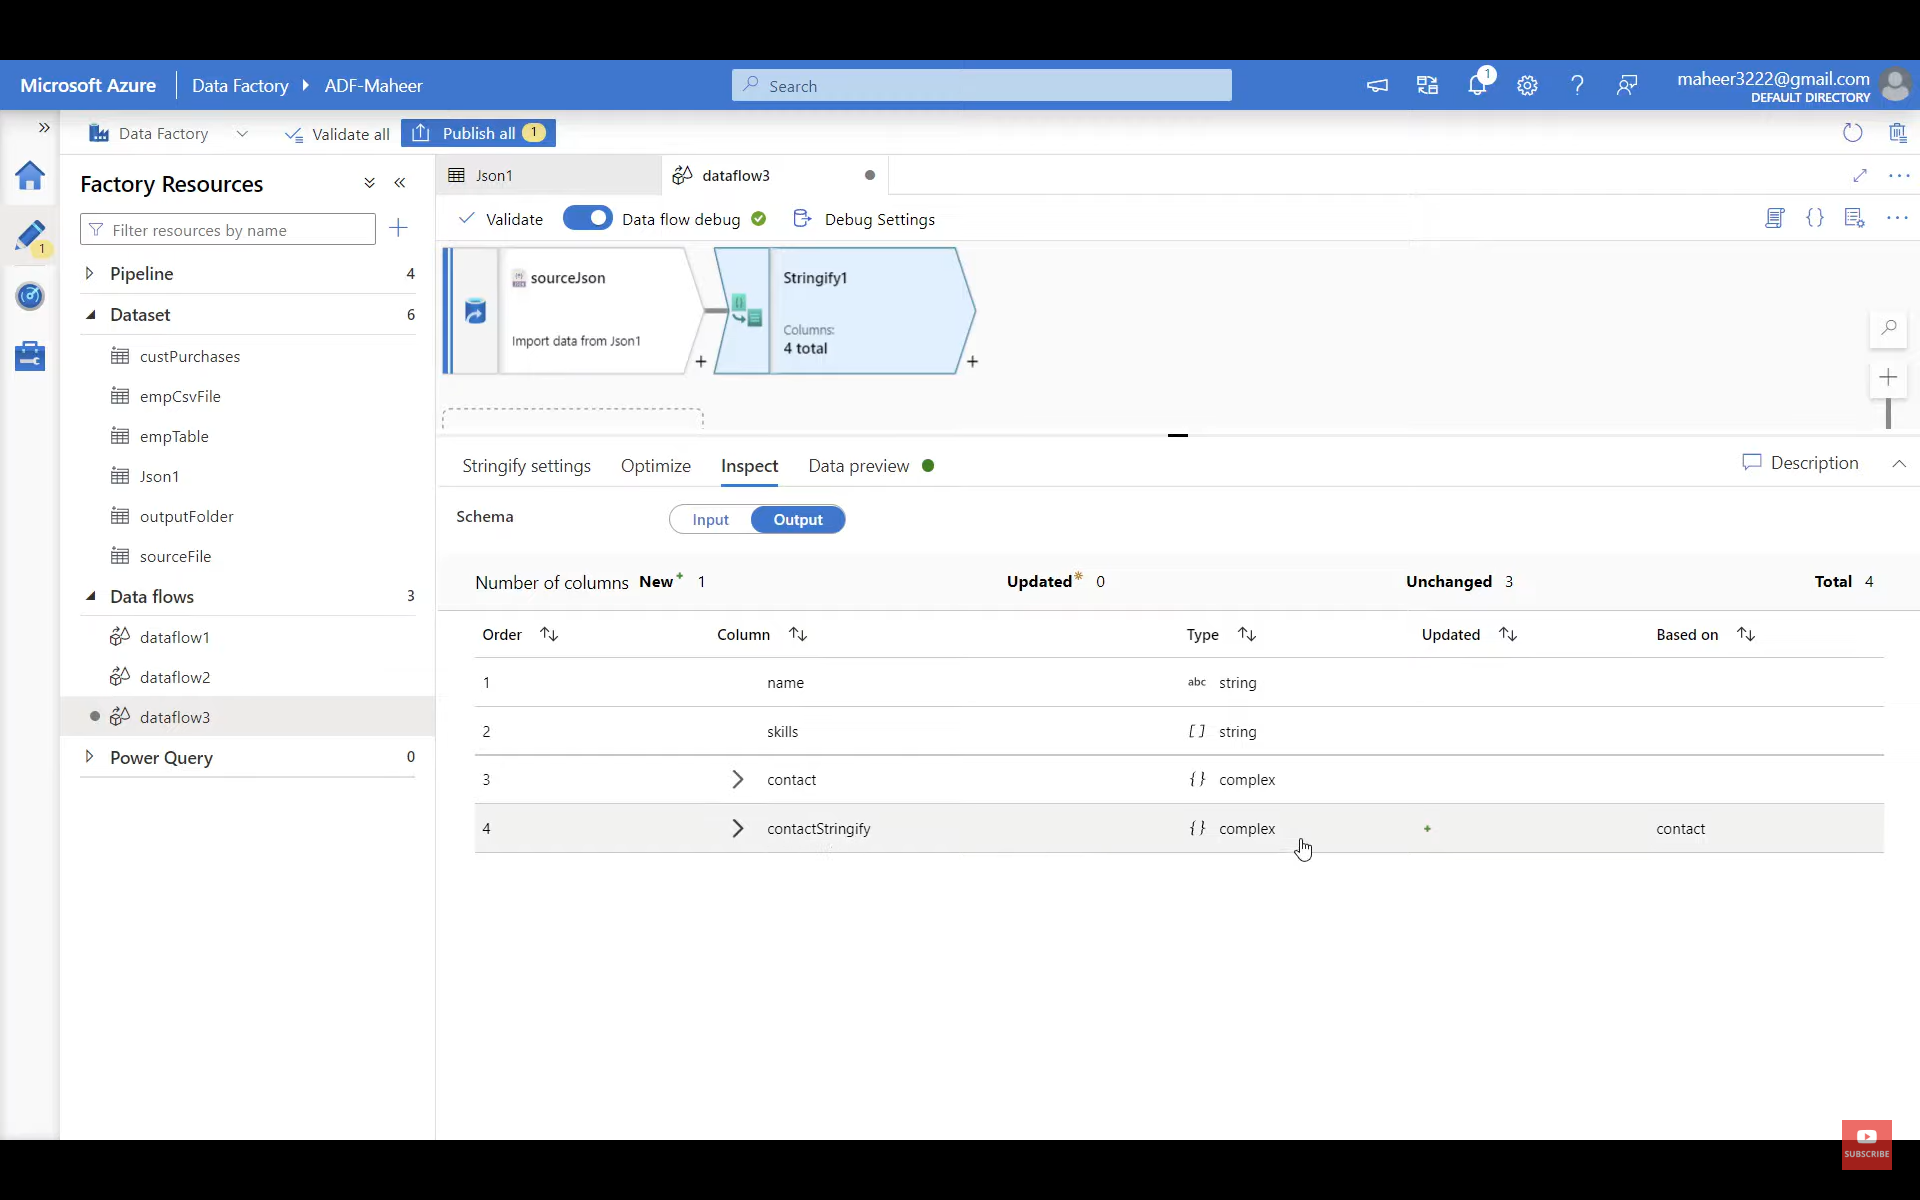 Microsoft Azure
Data Factory
ADF-Maheer
Search
1
maheer3222@gmail.com
DEFAULT DIRECTORY
Data Factory
Validate all
Publish all 1
Factory Resources
Filter resources by name
1
Pipeline 4
Dataset 6
custPurchases
empCsvFile
empTable
Json1
outputFolder
sourceFile
Data flows 3
dataflow1
dataflow2
dataflow3
Power Query 0
Json1
dataflow3
Validate
Data flow debug
Debug Settings
sourceJson
Import data from Json1
+
Stringify1
Columns:
4 total
+
Stringify settings
Optimize
Inspect
Data preview
Description
Schema
Input
Output
Number of columns New + 1 Updated * 0 Unchanged 3 Total 4
Order Column Type Updated Based on
1 name abc string
2 skills [] string
3 contact {} complex
4 contactStringify {} complex + contact
SUBSCRIBE